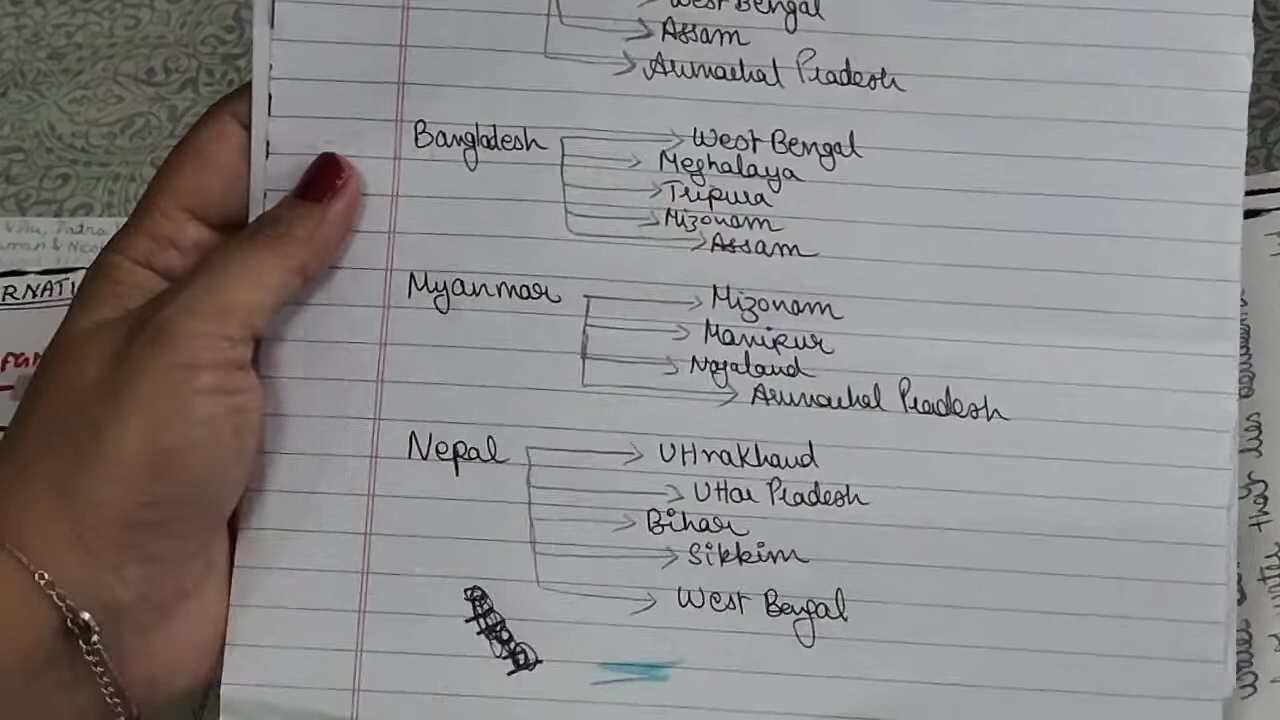 West Bengal
Assam
Arunachal Pradesh
Bangladesh West Bengal
Meghalaya
Tripura
Mizoram
Assam
Myanmar Mizoram
Manipur
Nagaland
Arunachal Pradesh
Nepal Uttrakhand
Uttar Pradesh
Bihar
Sikkim
West Bengal
RNATI